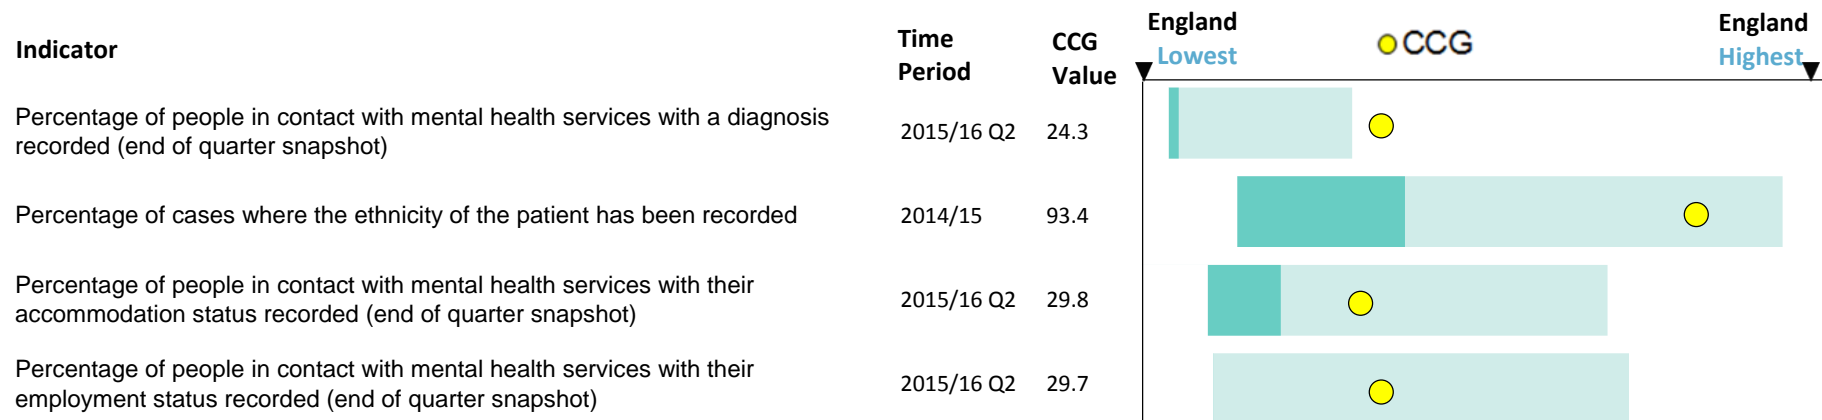 Indicator
Time Period
CCG Value
England Lowest
CCG
England Highest
Percentage of people in contact with mental health services with a diagnosis
recorded (end of quarter snapshot)
2015/16 Q2
24.3
Percentage of cases where the ethnicity of the patient has been recorded
2014/15
93.4
Percentage of people in contact with mental health services with their
accommodation status recorded (end of quarter snapshot)
2015/16 Q2
29.8
Percentage of people in contact with mental health services with their
employment status recorded (end of quarter snapshot)
2015/16 Q2
29.7